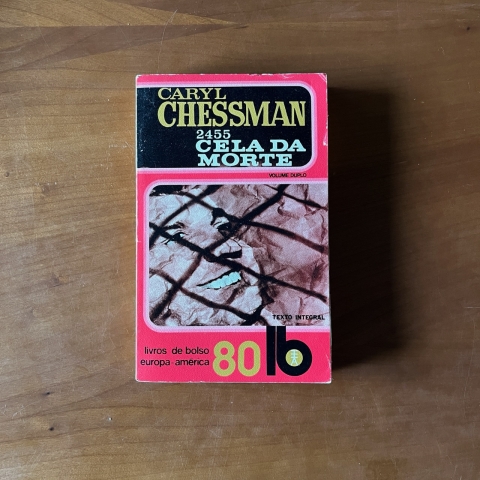 CARYL
CHESSMAN
2455
CELA DA
MORTE
VOLUME DUPLO
TEXTO INTEGRAL
livros de bolso
europa-américa
80
lb